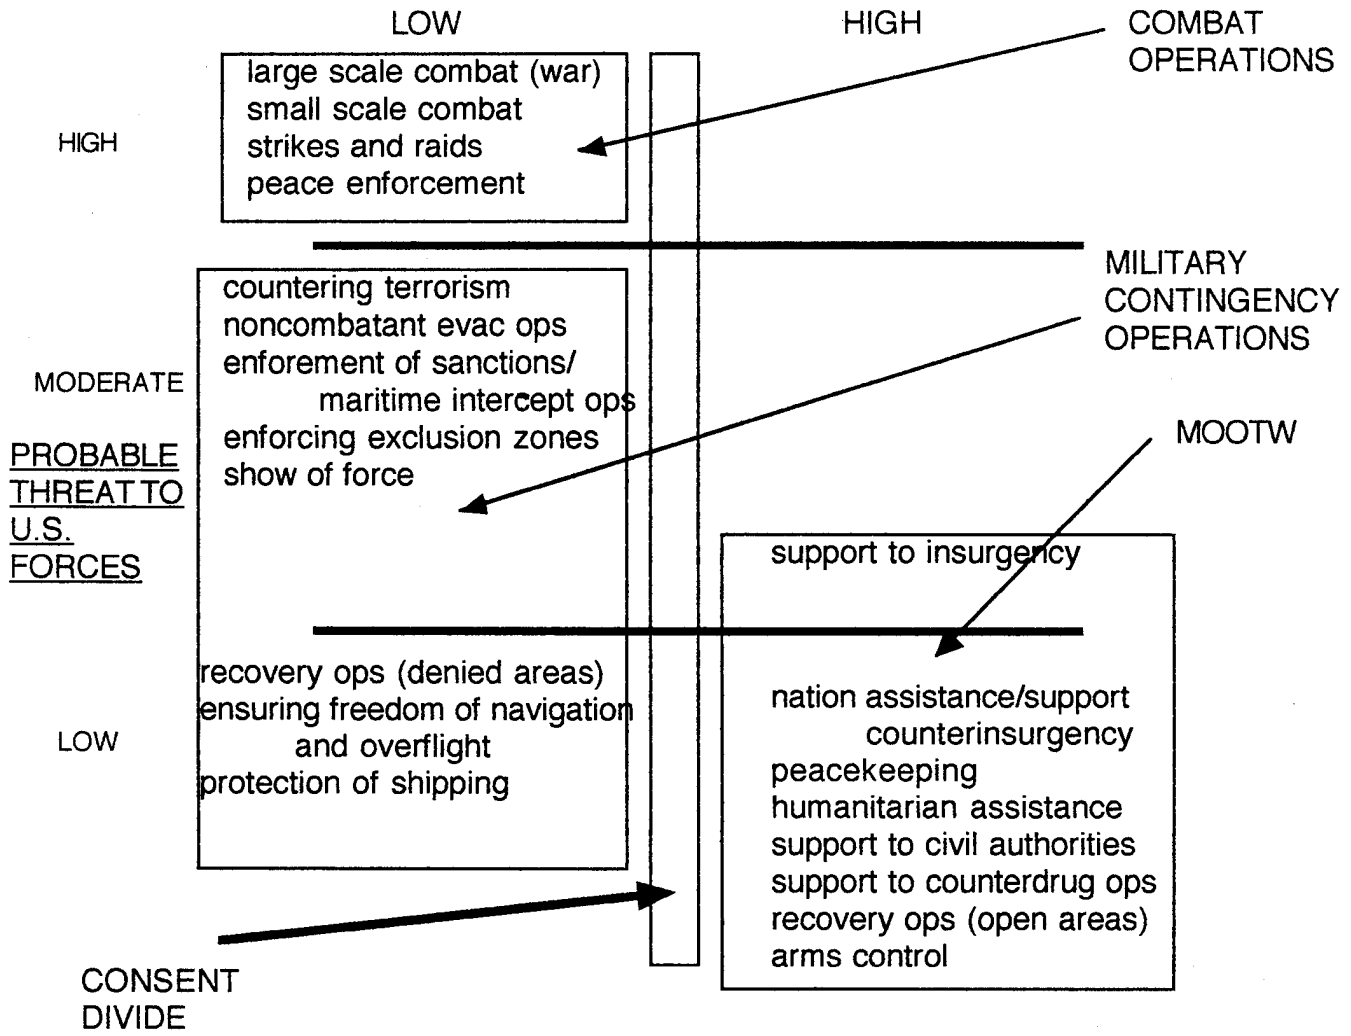 LOW
HIGH
COMBAT
OPERATIONS
large scale combat (war)
small scale combat
strikes and raids
peace enforcement
HIGH
MILITARY
CONTINGENCY
OPERATIONS
countering terrorism
noncombatant evac ops
enforement of sanctions/
maritime intercept ops
enforcing exclusion zones
show of force
MODERATE
PROBABLE
THREAT TO
U.S.
FORCES
MOOTW
support to insurgency
recovery ops (denied areas)
ensuring freedom of navigation
and overflight
protection of shipping
LOW
nation assistance/support
counterinsurgency
peacekeeping
humanitarian assistance
support to civil authorities
support to counterdrug ops
recovery ops (open areas)
arms control
CONSENT
DIVIDE